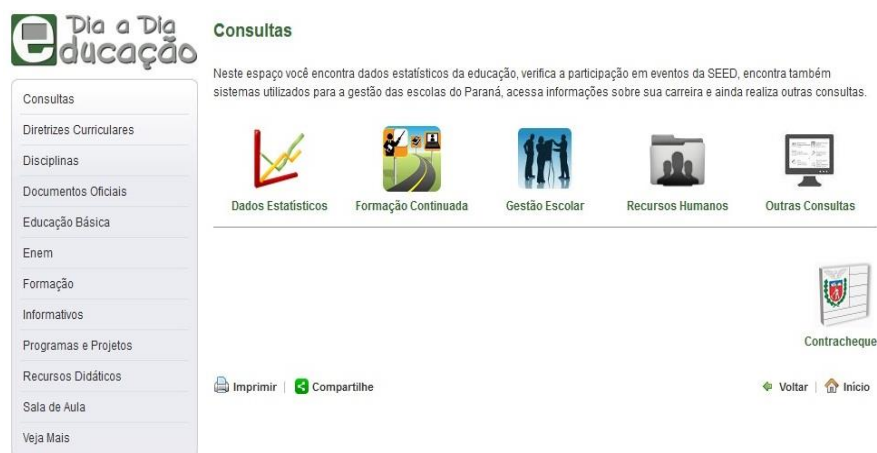 Dia a Dia
educação
Consultas
Diretrizes Curriculares
Disciplinas
Documentos Oficiais
Educação Básica
Enem
Formação
Informativos
Programas e Projetos
Recursos Didáticos
Sala de Aula
Veja Mais
Consultas
Neste espaço você encontra dados estatísticos da educação, verifica a participação em eventos da SEED, encontra também
sistemas utilizados para a gestão das escolas do Paraná, acessa informações sobre sua carreira e ainda realiza outras consultas.
Dados Estatísticos
Formação Continuada
Gestão Escolar
Recursos Humanos
Outras Consultas
Contracheque
Imprimir | Compartilhe
Voltar | Início